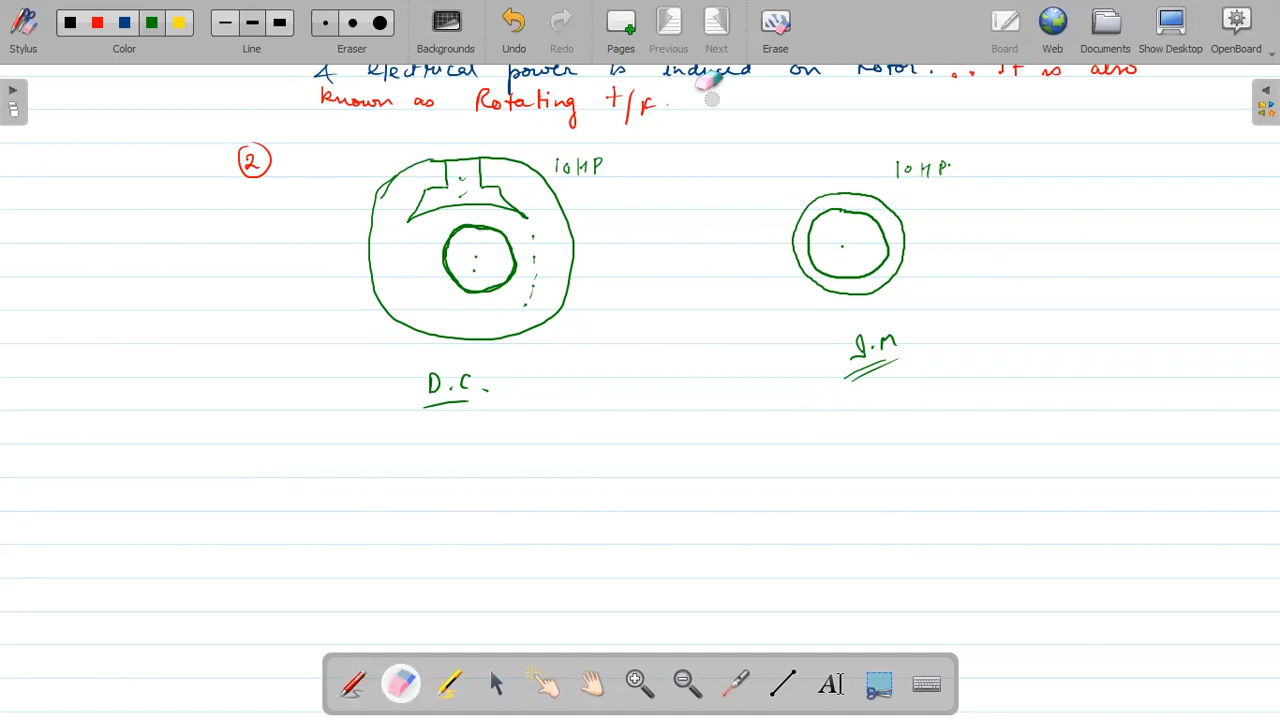 Stylus
Color
Line
Eraser
Backgrounds
Undo
Redo
Pages
Previous
Next
Erase
Board
Web
Documents
Show Desktop
OpenBoard
& electrical power is induced on Rotor. ∴ It is also
known as Rotating t/f.
2
10 HP
10 HP.
D.C.
I.M